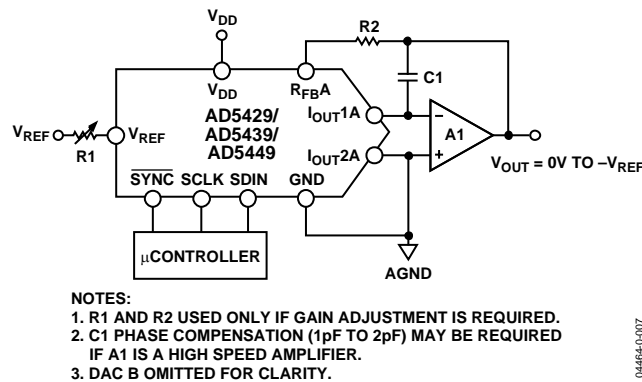 VDD
R2
VDD
RFBA
C1
AD5429/
AD5439/
AD5449
IOUT1A
VREF
VREF
R1
A1
IOUT2A
VOUT = 0V TO –VREF
SYNC SCLK SDIN GND
µCONTROLLER
AGND
NOTES:
1. R1 AND R2 USED ONLY IF GAIN ADJUSTMENT IS REQUIRED.
2. C1 PHASE COMPENSATION (1pF TO 2pF) MAY BE REQUIRED
IF A1 IS A HIGH SPEED AMPLIFIER.
3. DAC B OMITTED FOR CLARITY.
04464-0-007